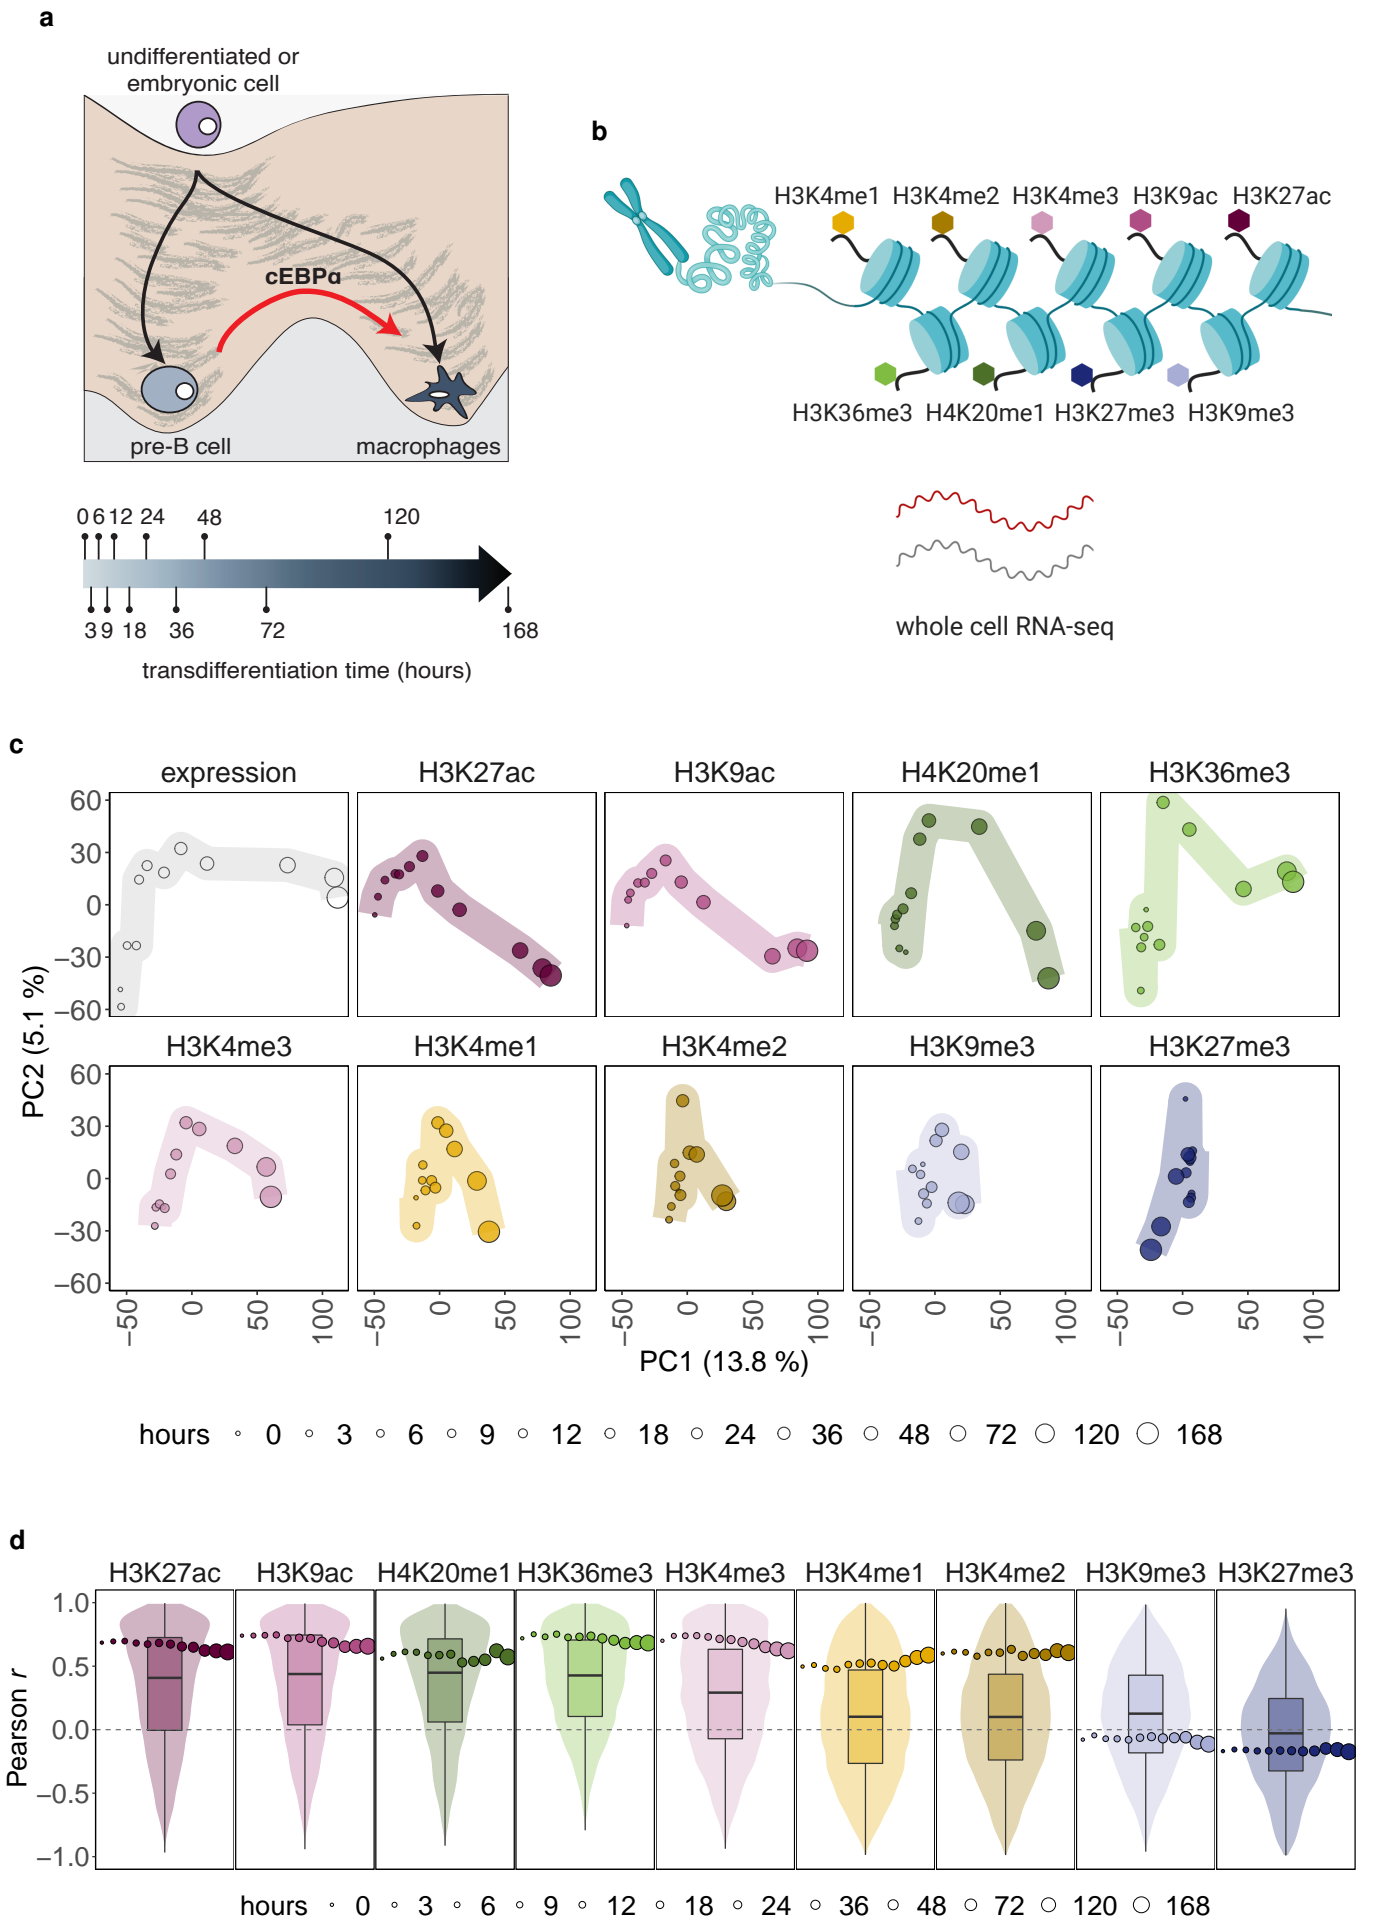 a
undifferentiated or
embryonic cell
cEBPα
pre-B cell
macrophages
0 6 12 24 48 120
3 9 18 36 72 168
transdifferentiation time (hours)
b
H3K4me1 H3K4me2 H3K4me3 H3K9ac H3K27ac
H3K36me3 H4K20me1 H3K27me3 H3K9me3
whole cell RNA-seq
c
expression H3K27ac H3K9ac H4K20me1 H3K36me3
60
30
0
−30
−60
H3K4me3 H3K4me1 H3K4me2 H3K9me3 H3K27me3
60
30
0
−30
−60
PC2 (5.1 %)
−50 0 50 100 −50 0 50 100 −50 0 50 100 −50 0 50 100 −50 0 50 100
PC1 (13.8 %)
hours 0 3 6 9 12 18 24 36 48 72 120 168
d
H3K27ac H3K9ac H4K20me1 H3K36me3 H3K4me3 H3K4me1 H3K4me2 H3K9me3 H3K27me3
1.0
0.5
0.0
−0.5
−1.0
Pearson r
hours 0 3 6 9 12 18 24 36 48 72 120 168